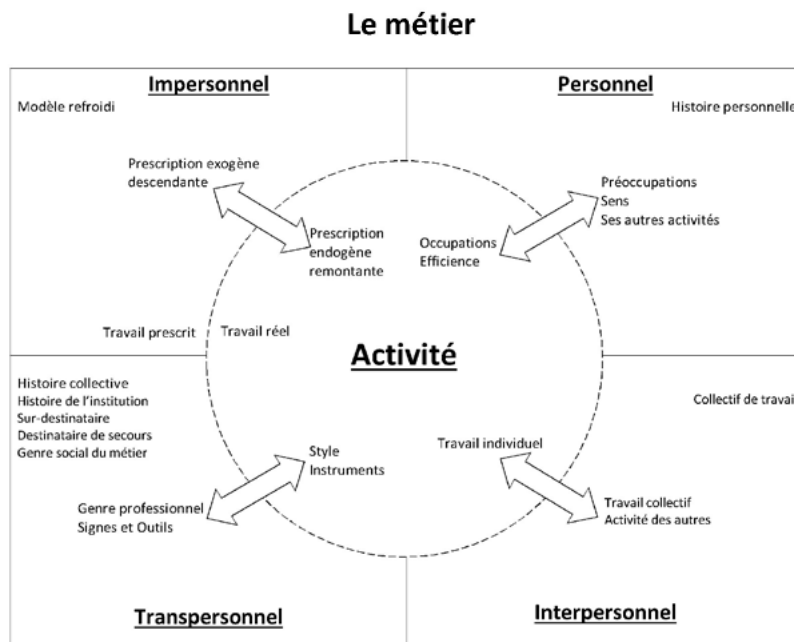 Le métier
Impersonnel
Modèle refroidi
Prescription exogène
descendante
Prescription
endogène
remontante
Travail prescrit
Travail réel
Personnel
Histoire personnelle
Préoccupations
Sens
Ses autres activités
Occupations
Efficience
Activité
Histoire collective
Histoire de l'institution
Sur-destinataire
Destinataire de secours
Genre social du métier
Style
Instruments
Genre professionnel
Signes et Outils
Transpersonnel
Collectif de travail
Travail individuel
Travail collectif
Activité des autres
Interpersonnel